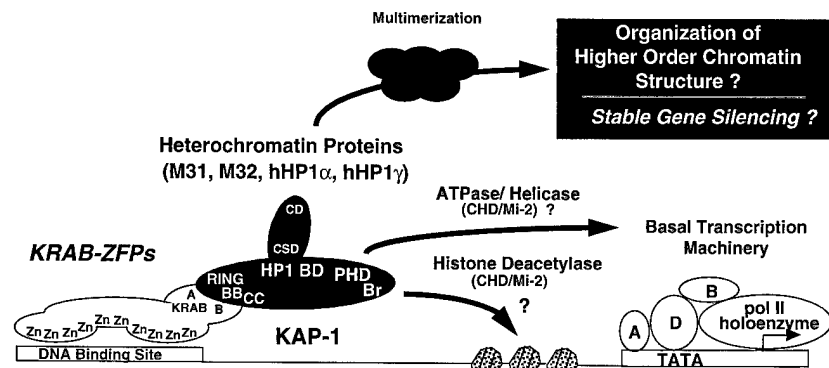 Multimerization
Organization of
Higher Order Chromatin
Structure ?
Stable Gene Silencing ?
Heterochromatin Proteins
(M31, M32, hHP1α, hHP1γ)
CD
CSD
ATPase/ Helicase
(CHD/Mi-2) ?
Basal Transcription
Machinery
KRAB-ZFPs
RING
BB
CC
HP1 BD
PHD
Br
Histone Deacetylase
(CHD/Mi-2)
?
A
KRAB B
KAP-1
Zn Zn Zn Zn Zn Zn Zn Zn Zn
DNA Binding Site
A
D
B
pol II
holoenzyme
TATA